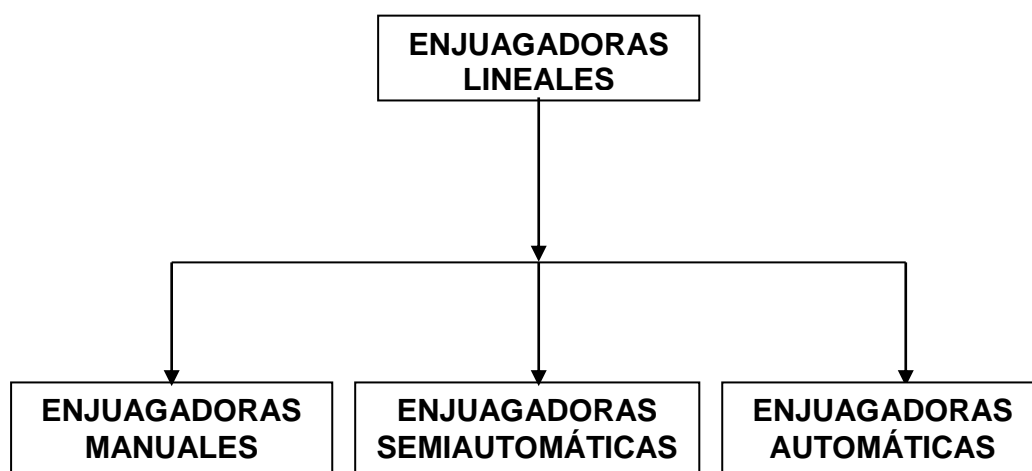 ENJUAGADORAS
LINEALES
ENJUAGADORAS
MANUALES
ENJUAGADORAS
SEMIAUTOMÁTICAS
ENJUAGADORAS
AUTOMÁTICAS